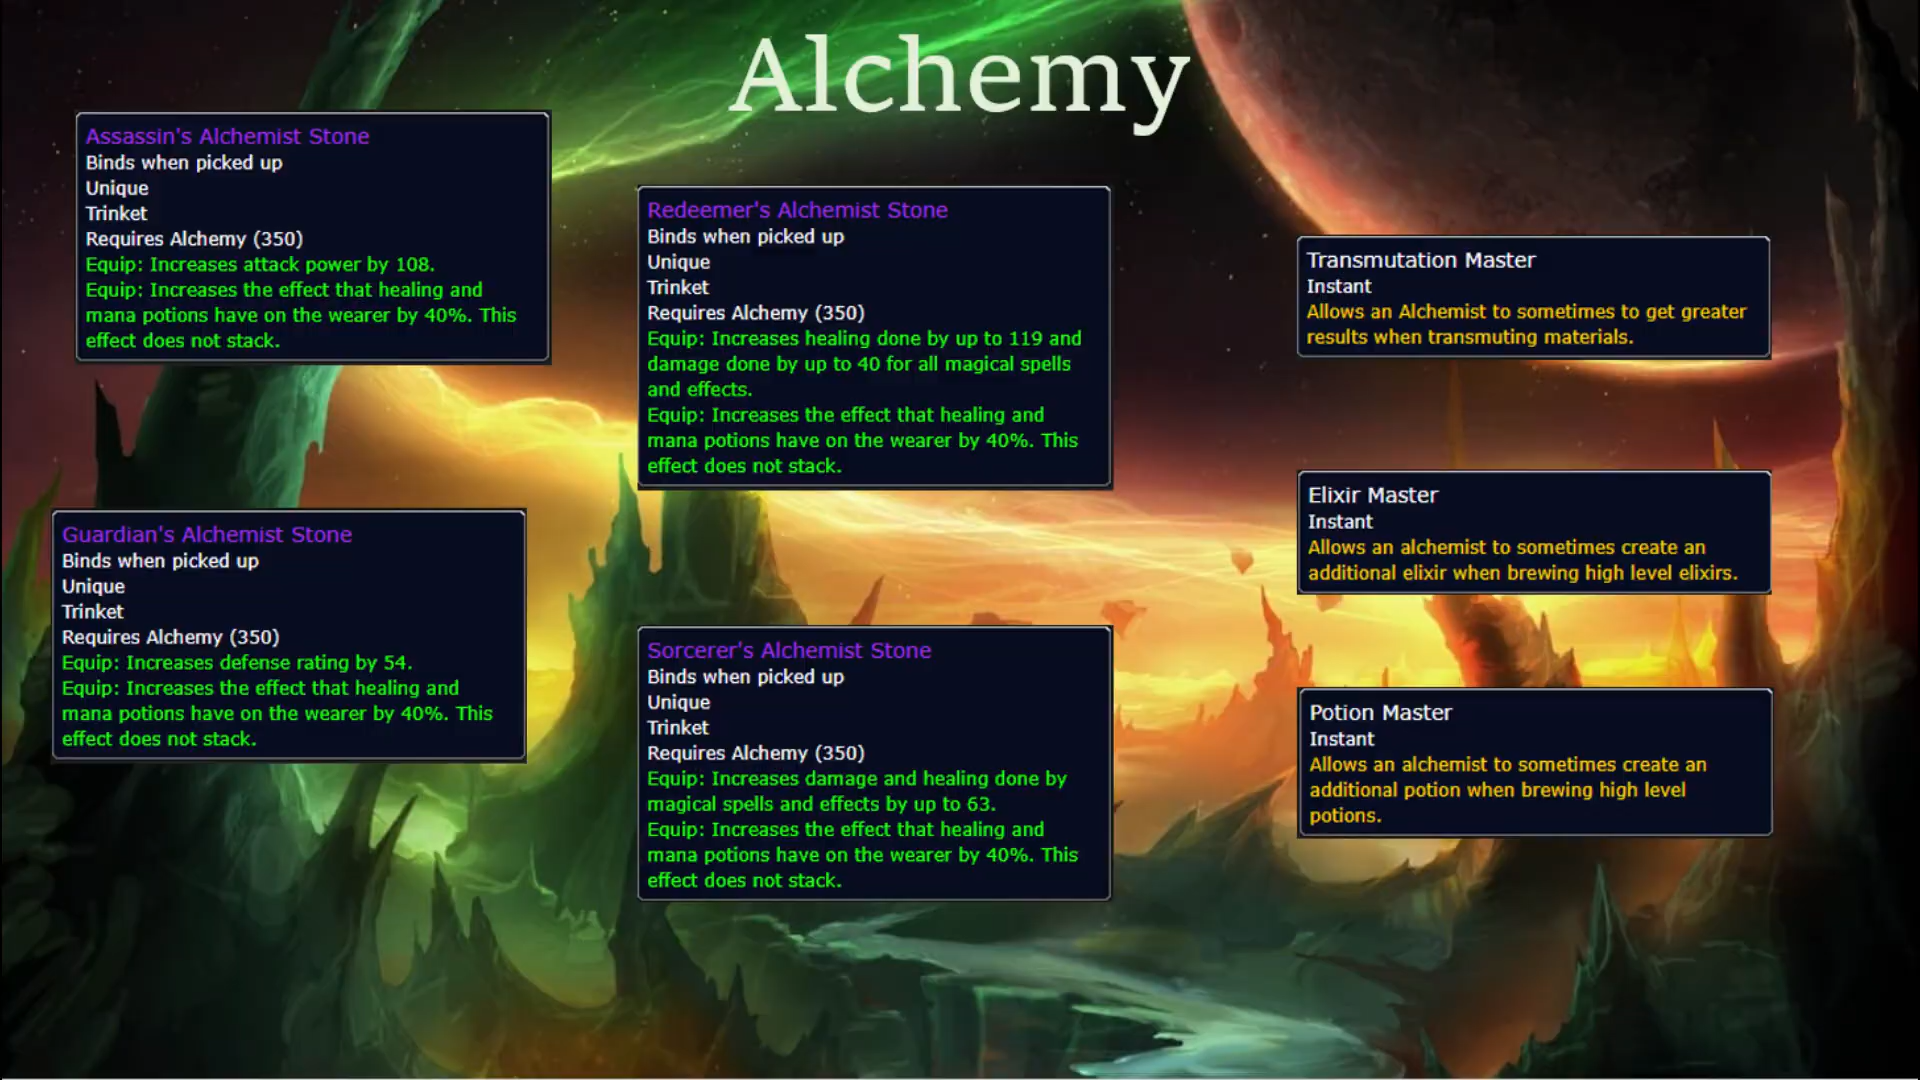 Alchemy
Assassin's Alchemist Stone
Binds when picked up
Unique
Trinket
Requires Alchemy (350)
Equip: Increases attack power by 108.
Equip: Increases the effect that healing and
mana potions have on the wearer by 40%. This
effect does not stack.
Guardian's Alchemist Stone
Binds when picked up
Unique
Trinket
Requires Alchemy (350)
Equip: Increases defense rating by 54.
Equip: Increases the effect that healing and
mana potions have on the wearer by 40%. This
effect does not stack.
Redeemer's Alchemist Stone
Binds when picked up
Unique
Trinket
Requires Alchemy (350)
Equip: Increases healing done by up to 119 and
damage done by up to 40 for all magical spells
and effects.
Equip: Increases the effect that healing and
mana potions have on the wearer by 40%. This
effect does not stack.
Sorcerer's Alchemist Stone
Binds when picked up
Unique
Trinket
Requires Alchemy (350)
Equip: Increases damage and healing done by
magical spells and effects by up to 63.
Equip: Increases the effect that healing and
mana potions have on the wearer by 40%. This
effect does not stack.
Transmutation Master
Instant
Allows an Alchemist to sometimes to get greater
results when transmuting materials.
Elixir Master
Instant
Allows an alchemist to sometimes create an
additional elixir when brewing high level elixirs.
Potion Master
Instant
Allows an alchemist to sometimes create an
additional potion when brewing high level
potions.